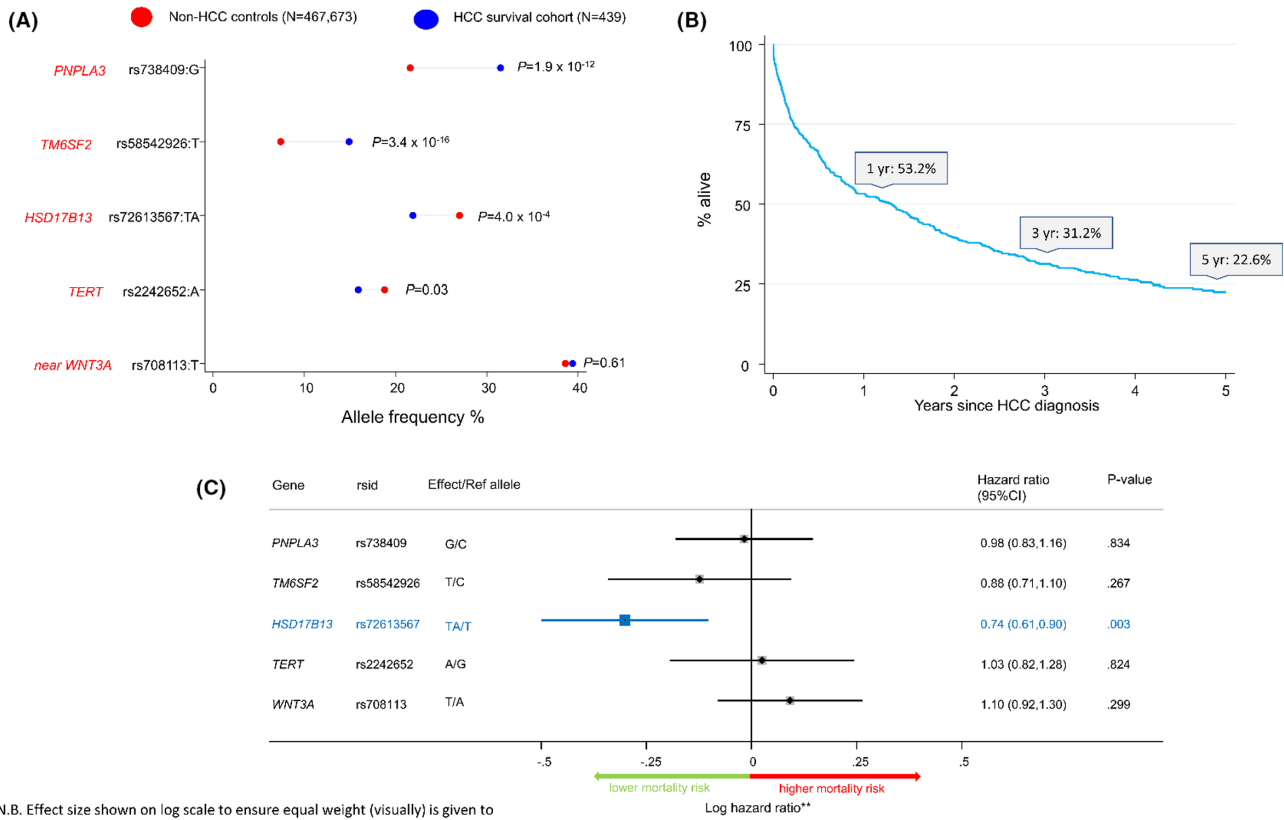 (A)
Non-HCC controls (N=467,673)
HCC survival cohort (N=439)
PNPLA3 rs738409:G
P=1.9 x 10-12
TM6SF2 rs58542926:T
P=3.4 x 10-16
HSD17B13 rs72613567:TA
P=4.0 x 10-4
TERT rs2242652:A
P=0.03
near WNT3A rs708113:T
P=0.61
0 10 20 30 40
Allele frequency %
(B)
100
75
50
25
0
% alive
1 yr: 53.2%
3 yr: 31.2%
5 yr: 22.6%
0 1 2 3 4 5
Years since HCC diagnosis
(C)
Gene rsid Effect/Ref allele Hazard ratio (95%CI) P-value
PNPLA3 rs738409 G/C 0.98 (0.83,1.16) .834
TM6SF2 rs58542926 T/C 0.88 (0.71,1.10) .267
HSD17B13 rs72613567 TA/T 0.74 (0.61,0.90) .003
TERT rs2242652 A/G 1.03 (0.82,1.28) .824
WNT3A rs708113 T/A 1.10 (0.92,1.30) .299
-.5 -.25 0 .25 .5
lower mortality risk higher mortality risk
Log hazard ratio**
N.B. Effect size shown on log scale to ensure equal weight (visually) is given to